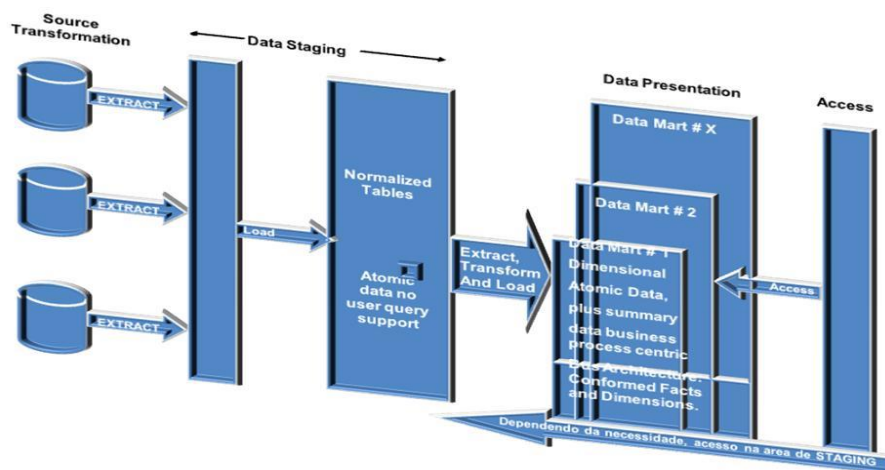 Source
Transformation
Data Staging
Data Presentation
Access
EXTRACT
EXTRACT
EXTRACT
Load
Normalized
Tables
Atomic
data no
user query
support
Extract,
Transform
And Load
Data Mart # X
Data Mart # 2
Data Mart # 1
Dimensional
Atomic Data,
plus summary
data business
process centric
Bus Architecture:
Conformed Facts
and Dimensions.
Access
Dependendo da necessidade, acesso na area de STAGING